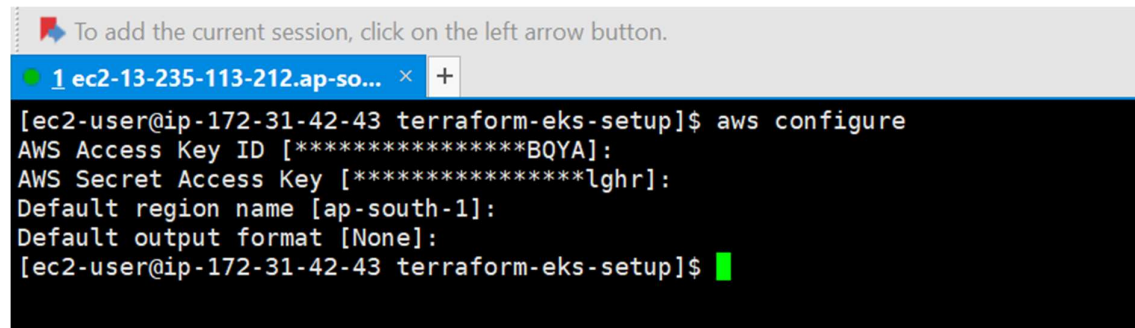 To add the current session, click on the left arrow button.
1 ec2-13-235-113-212.ap-so... × +
[ec2-user@ip-172-31-42-43 terraform-eks-setup]$ aws configure
AWS Access Key ID [****************BQYA]:
AWS Secret Access Key [****************lghr]:
Default region name [ap-south-1]:
Default output format [None]:
[ec2-user@ip-172-31-42-43 terraform-eks-setup]$